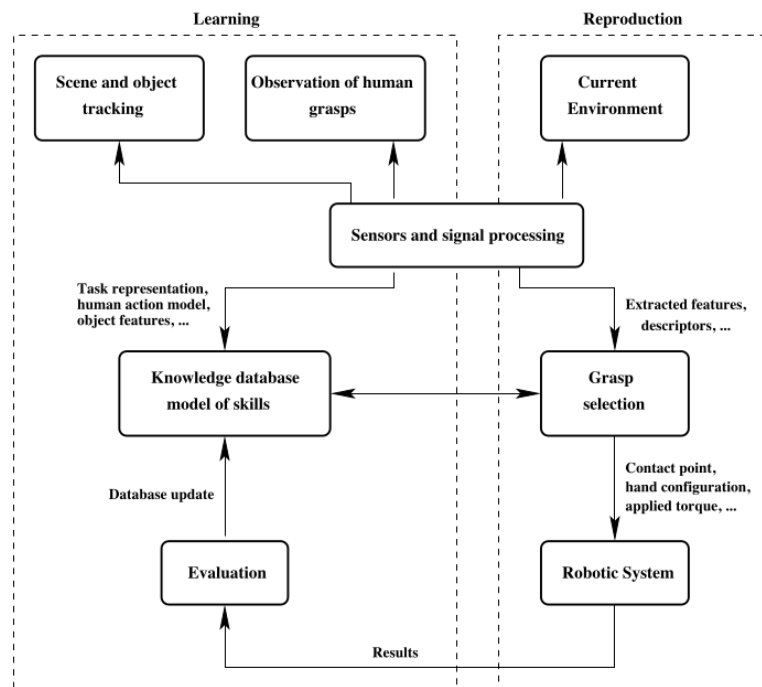 Learning
Reproduction
Scene and object
tracking
Observation of human
grasps
Current
Environment
Sensors and signal processing
Task representation,
human action model,
object features, ...
Extracted features,
descriptors, ...
Knowledge database
model of skills
Grasp
selection
Contact point,
hand configuration,
applied torque, ...
Database update
Evaluation
Robotic System
Results